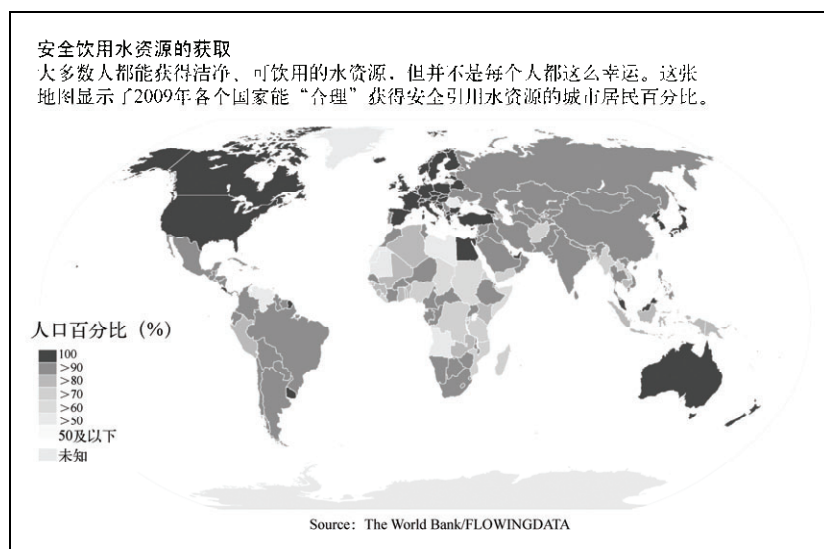 安全饮用水资源的获取
大多数人都能获得洁净、可饮用的水资源，但并不是每个人都这么幸运。这张
地图显示了2009年各个国家能“合理”获得安全引用水资源的城市居民百分比。
人口百分比（%）
100
>90
>80
>70
>60
>50
50及以下
未知
Source：The World Bank/FLOWINGDATA